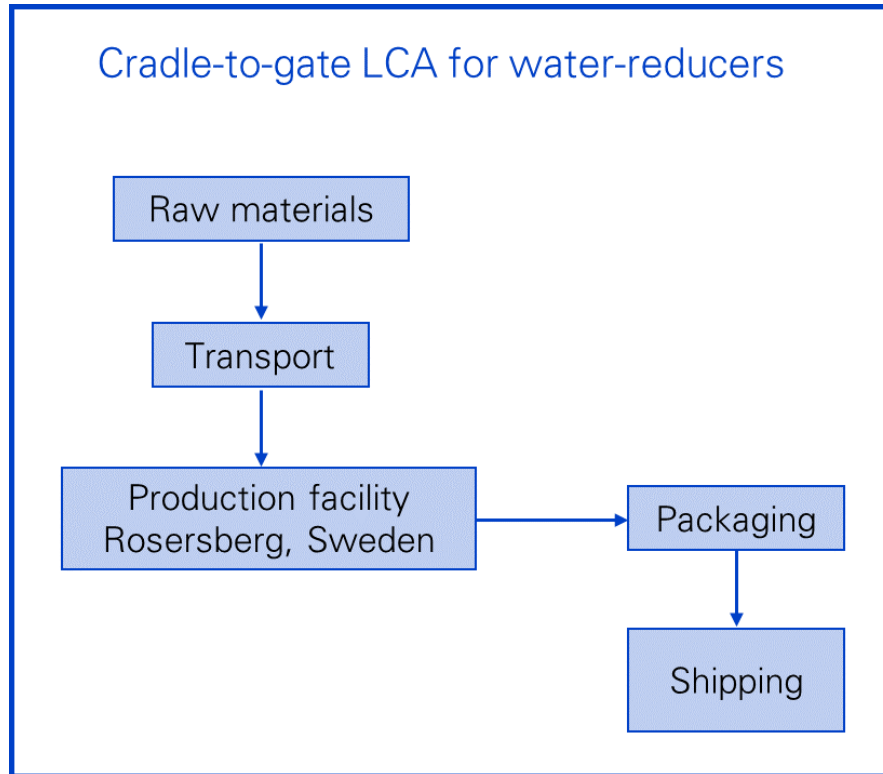 Cradle-to-gate LCA for water-reducers
Raw materials
Transport
Production facility
Rosersberg, Sweden
Packaging
Shipping